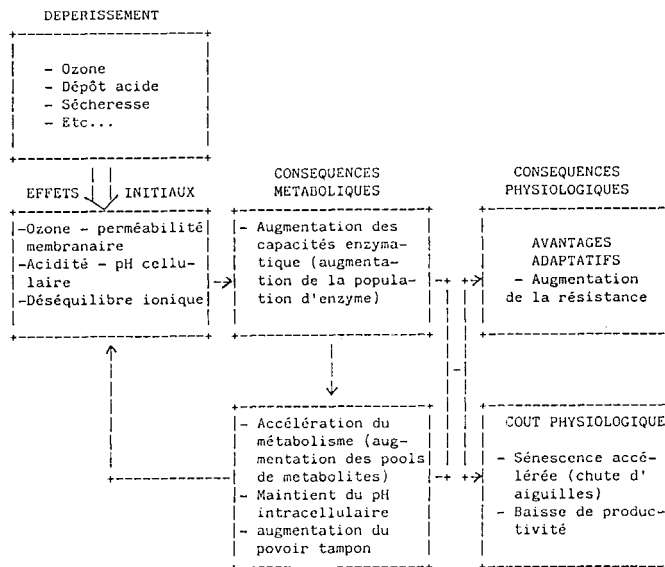 DEPERISSEMENT
- Ozone
- Dépôt acide
- Sécheresse
- Etc...
EFFETS INITIAUX
-Ozone - perméabilité
membranaire
-Acidité - pH cellu-
laire
-Déséquilibre ionique
CONSEQUENCES
METABOLIQUES
- Augmentation des
capacités enzyma-
tique (augmenta-
tion de la popula-
tion d'enzyme)
CONSEQUENCES
PHYSIOLOGIQUES
AVANTAGES
ADAPTATIFS
- Augmentation
de la résistance
- Accélération du
métabolisme (aug-
mentation des pools
de metabolites)
- Maintient du pH
intracellulaire
- augmentation du
povoir tampon
COUT PHYSIOLOGIQUE
- Sénescence accé-
lérée (chute d'
aiguilles)
- Baisse de produc-
tivité